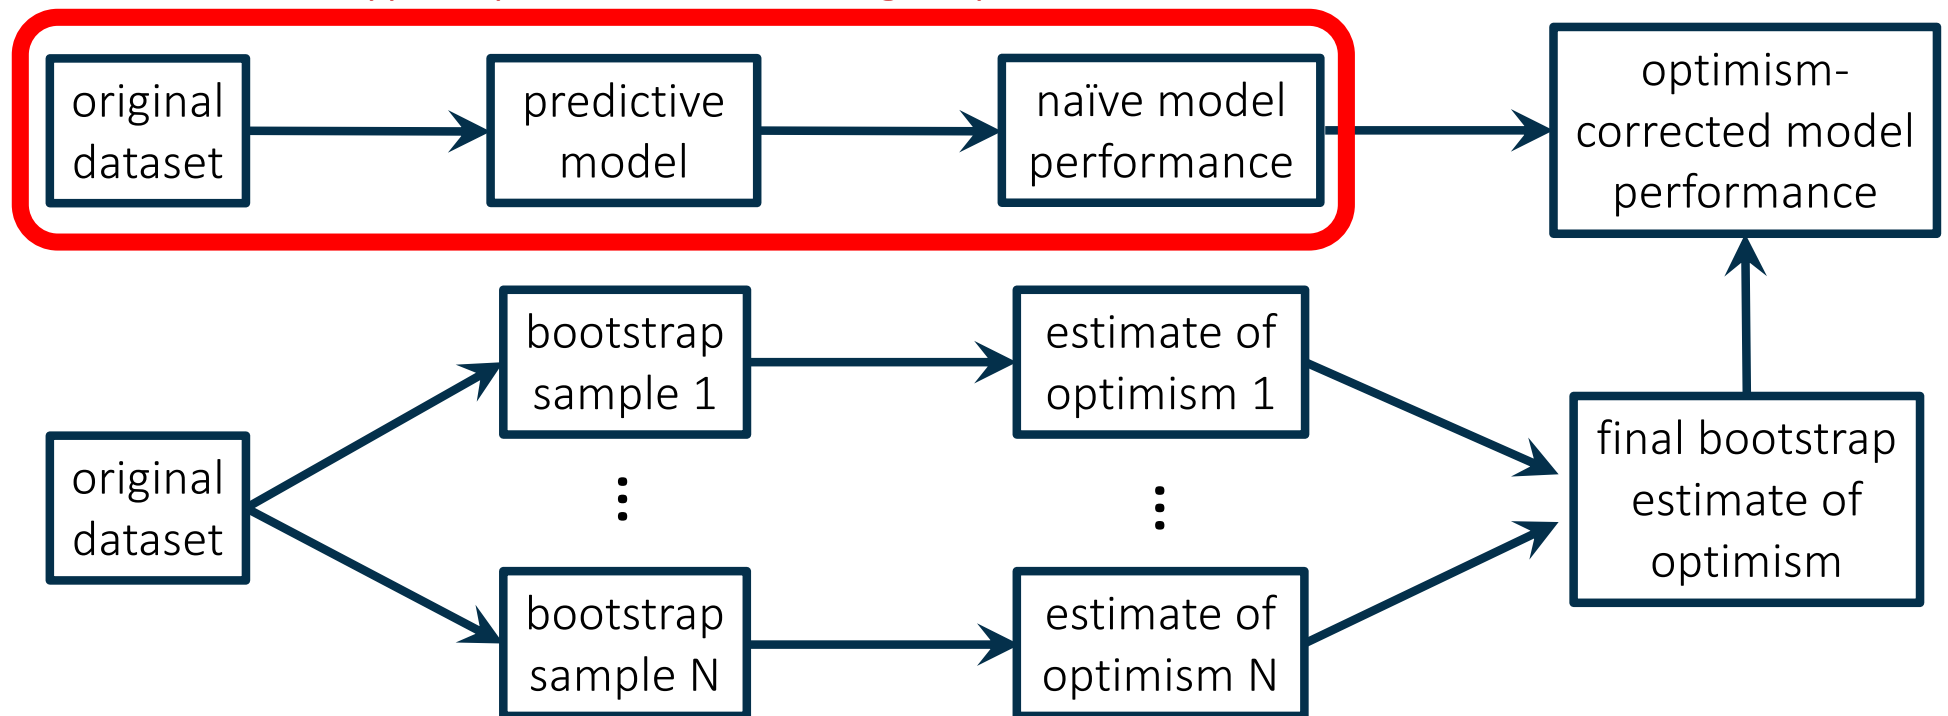 original
dataset
predictive
model
naïve model
performance
optimism-
corrected model
performance
bootstrap
sample 1
estimate of
optimism 1
original
dataset
⋮
⋮
final bootstrap
estimate of
optimism
bootstrap
sample N
estimate of
optimism N